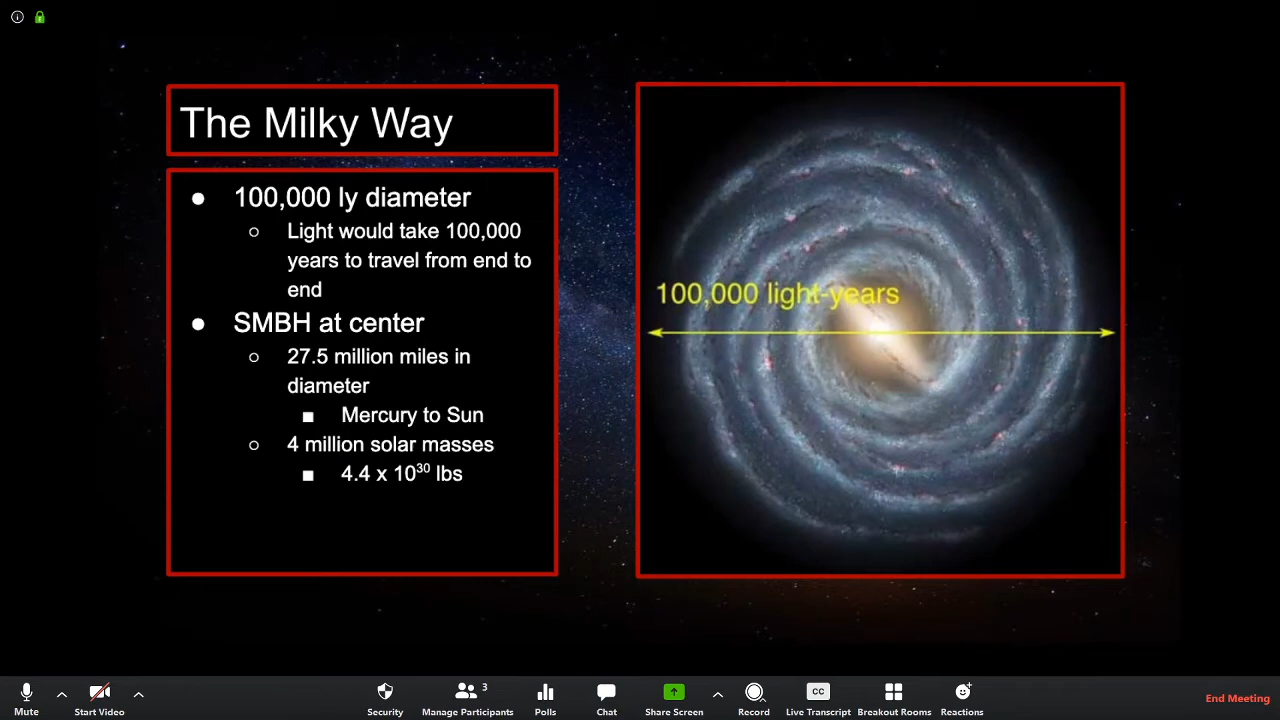 The Milky Way
● 100,000 ly diameter
○ Light would take 100,000
years to travel from end to
end
● SMBH at center
○ 27.5 million miles in
diameter
■ Mercury to Sun
○ 4 million solar masses
■ 4.4 x 10³⁰ lbs
100,000 light-years
Mute
Start Video
Security
3
Manage Participants
Polls
Chat
Share Screen
Record
CC
Live Transcript
Breakout Rooms
Reactions
End Meeting